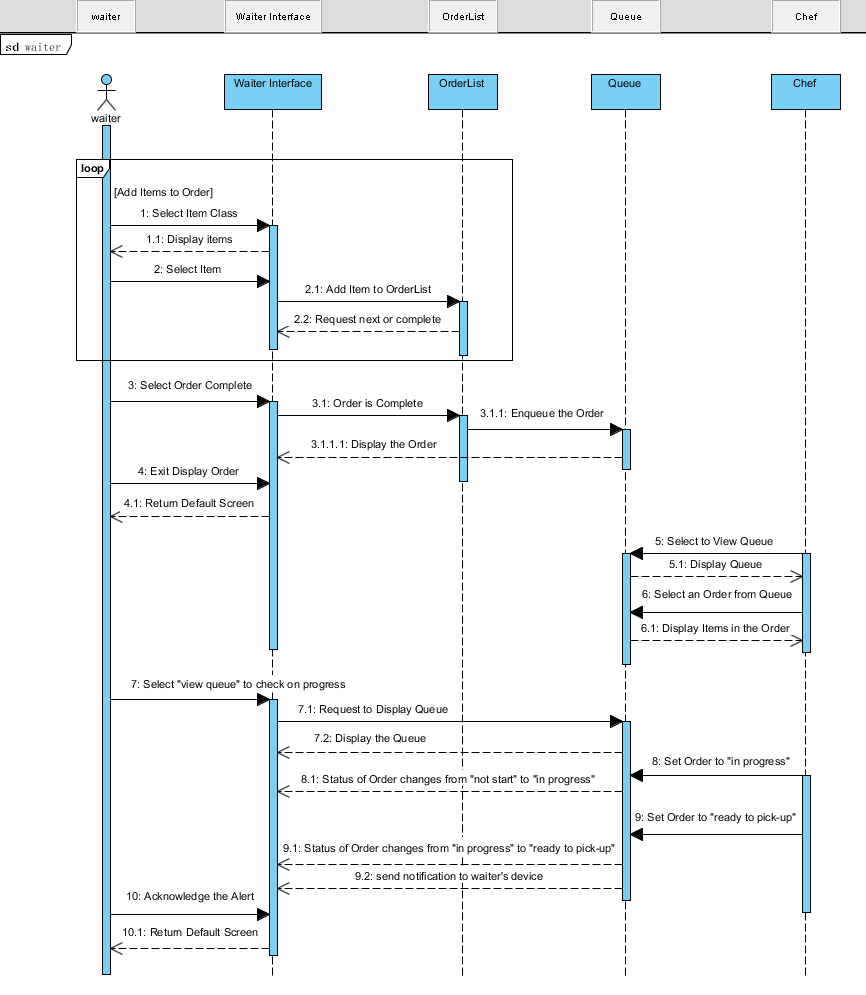 waiter
Waiter Interface
OrderList
Queue
Chef
sd waiter
Waiter Interface
OrderList
Queue
Chef
waiter
loop
[Add Items to Order]
1: Select Item Class
1.1: Display items
2: Select Item
2.1: Add Item to OrderList
2.2: Request next or complete
3: Select Order Complete
3.1: Order is Complete
3.1.1: Enqueue the Order
3.1.1.1: Display the Order
4: Exit Display Order
4.1: Return Default Screen
5: Select to View Queue
5.1: Display Queue
6: Select an Order from Queue
6.1: Display Items in the Order
7: Select "view queue" to check on progress
7.1: Request to Display Queue
7.2: Display the Queue
8: Set Order to "in progress"
8.1: Status of Order changes from "not start" to "in progress"
9: Set Order to "ready to pick-up"
9.1: Status of Order changes from "in progress" to "ready to pick-up"
9.2: send notification to waiter's device
10: Acknowledge the Alert
10.1: Return Default Screen